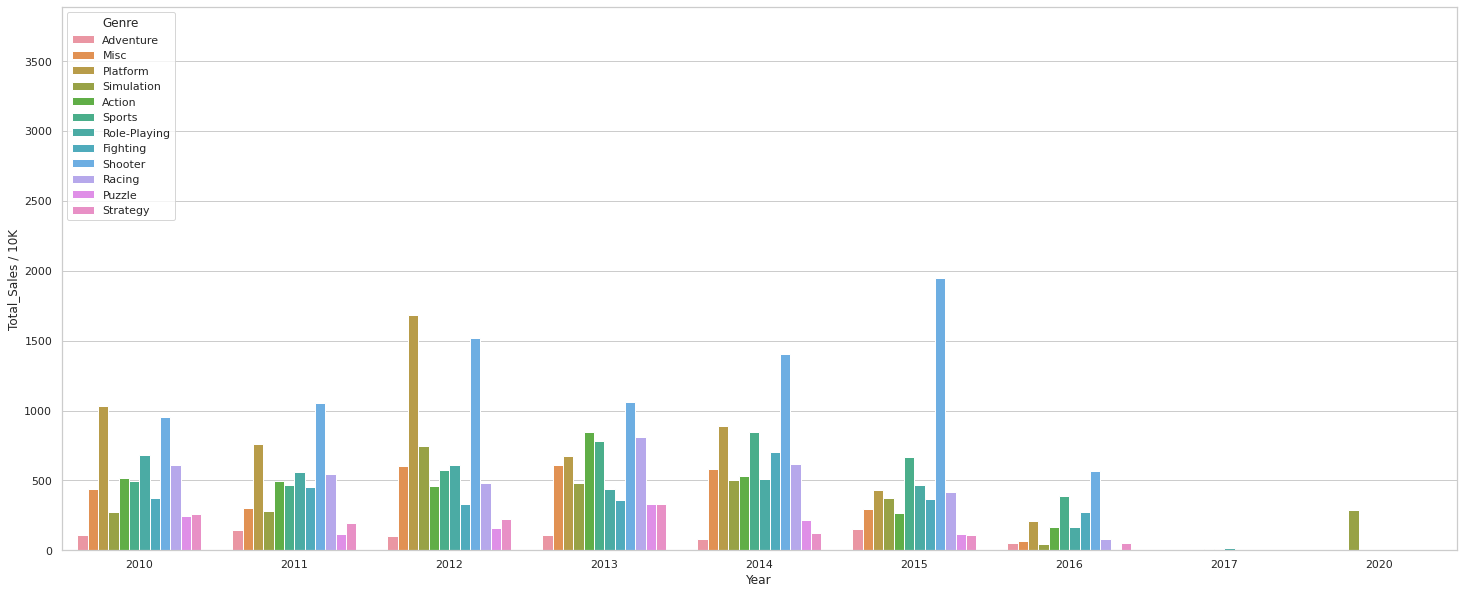 Genre
Adventure
Misc
Platform
Simulation
Action
Sports
Role-Playing
Fighting
Shooter
Racing
Puzzle
Strategy
3500
3000
2500
2000
1500
1000
500
0
Total_Sales / 10K
2010 2011 2012 2013 2014 2015 2016 2017 2020
Year